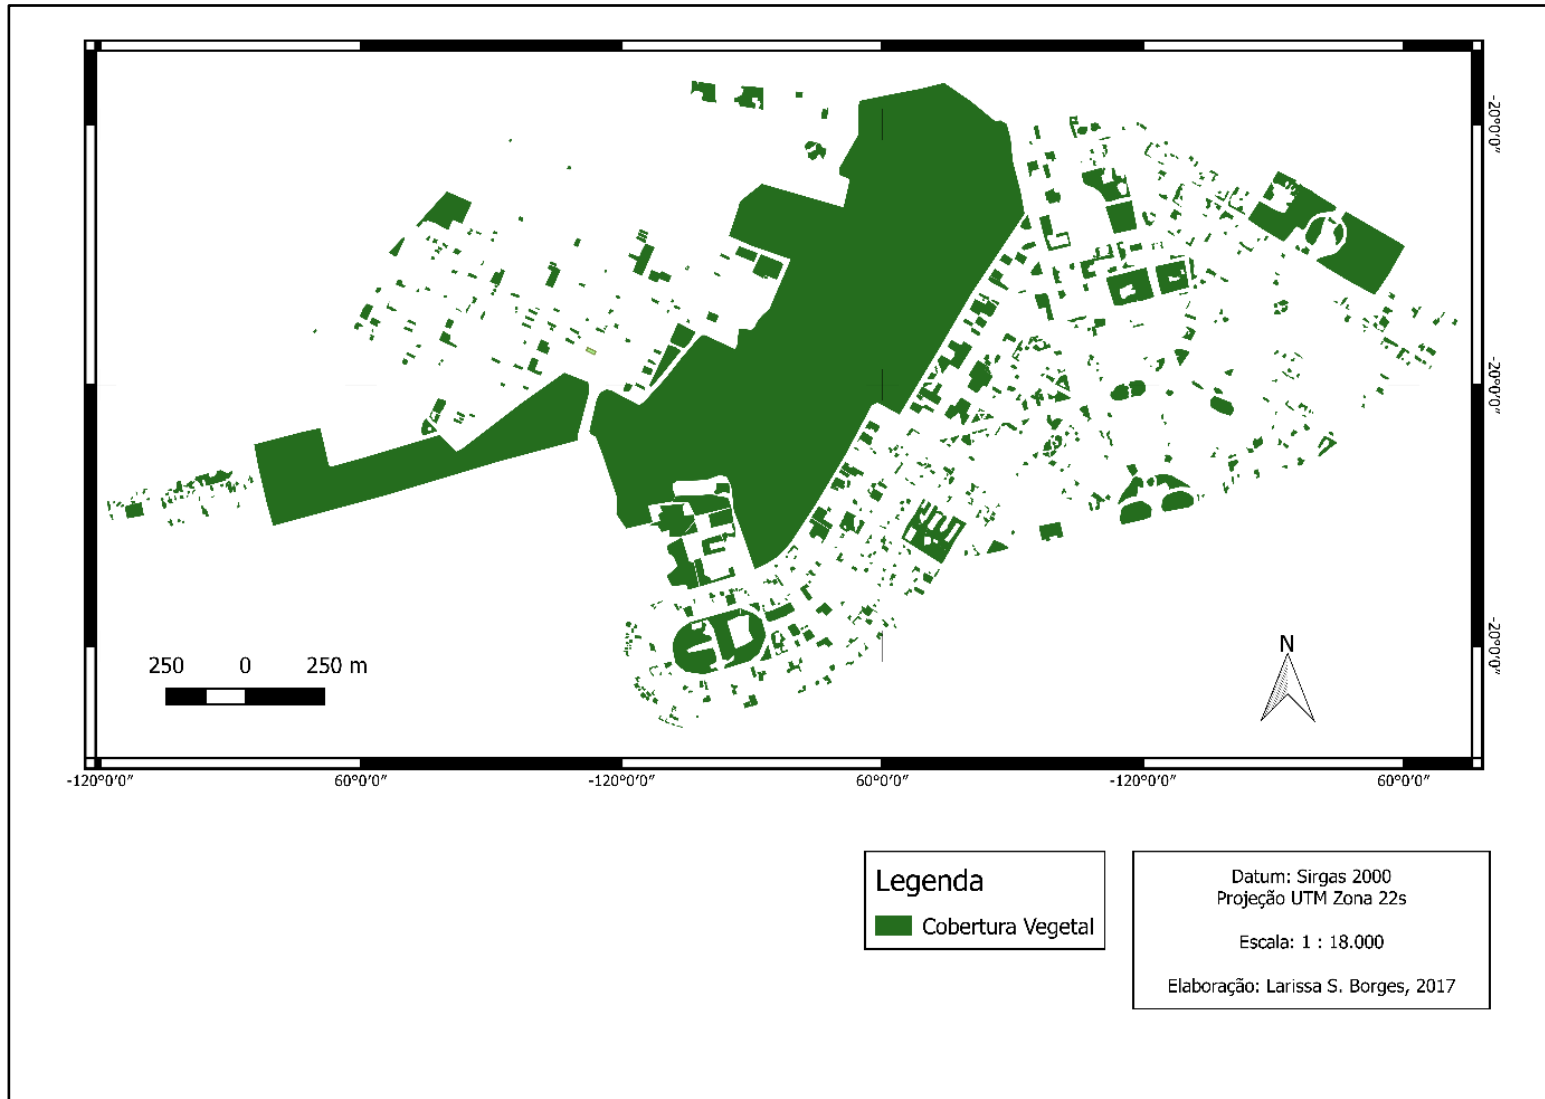 -20°0'0"
-20°0'0"
-20°0'0"
N
250 0 250 m
-120°0'0" 60°0'0" -120°0'0" 60°0'0" -120°0'0" 60°0'0"
Legenda
Cobertura Vegetal
Datum: Sirgas 2000
Projeção UTM Zona 22s
Escala: 1 : 18.000
Elaboração: Larissa S. Borges, 2017